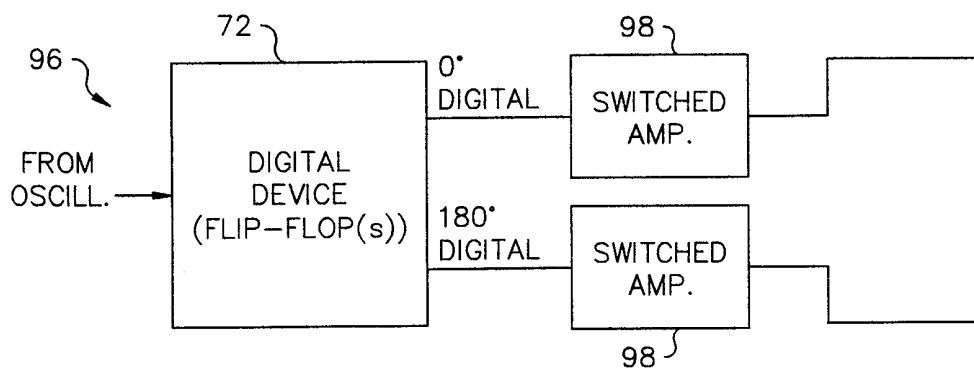 96
FROM
OSCILL.
72
DIGITAL
DEVICE
(FLIP-FLOP(s))
0°
DIGITAL
180°
DIGITAL
98
SWITCHED
AMP.
SWITCHED
AMP.
98